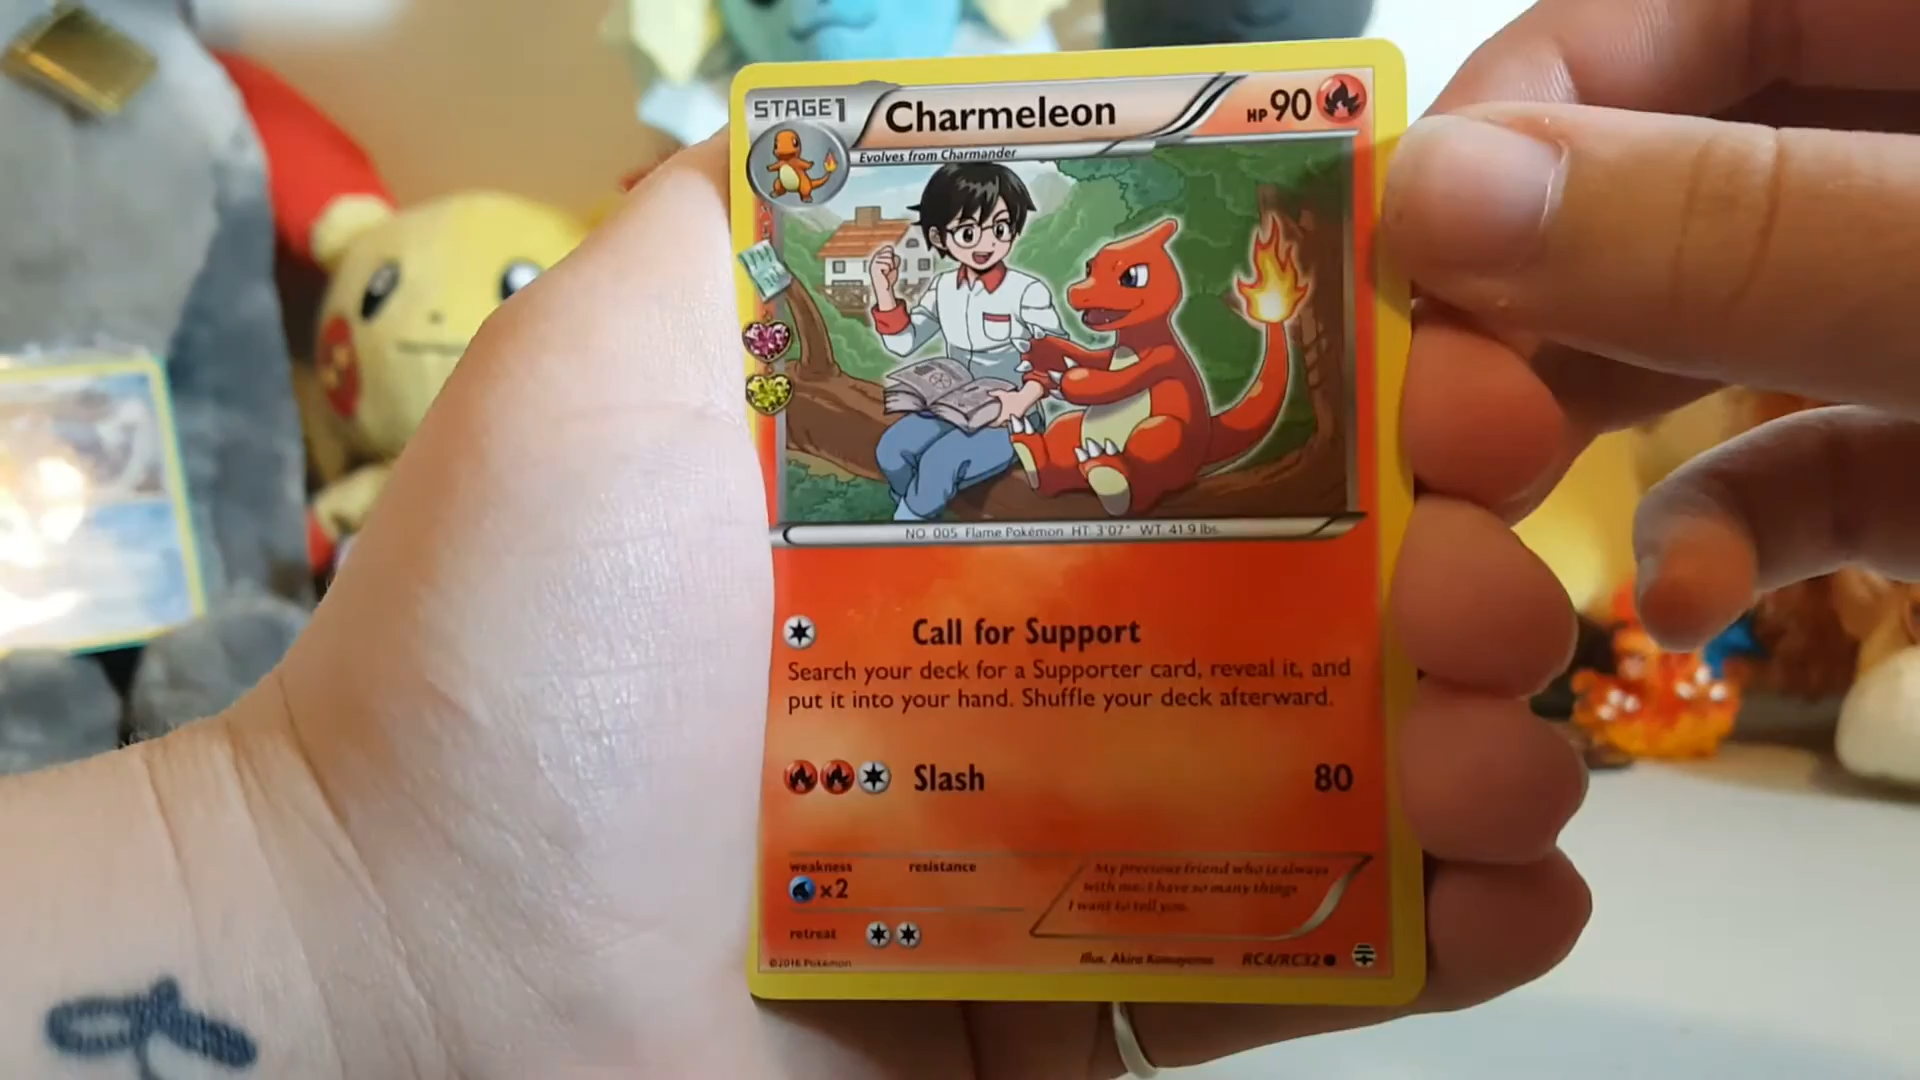 STAGE1 Charmeleon HP 90
Evolves from Charmander
NO. 005 Flame Pokémon HT: 3'07" WT: 41.9 lbs.
Call for Support
Search your deck for a Supporter card, reveal it, and
put it into your hand. Shuffle your deck afterward.
Slash 80
weakness resistance
x2
My precious friend who is always
with me: I have so many things
I want to tell you.
retreat
©2016 Pokémon Illus. Akira Komayama RC4/RC32